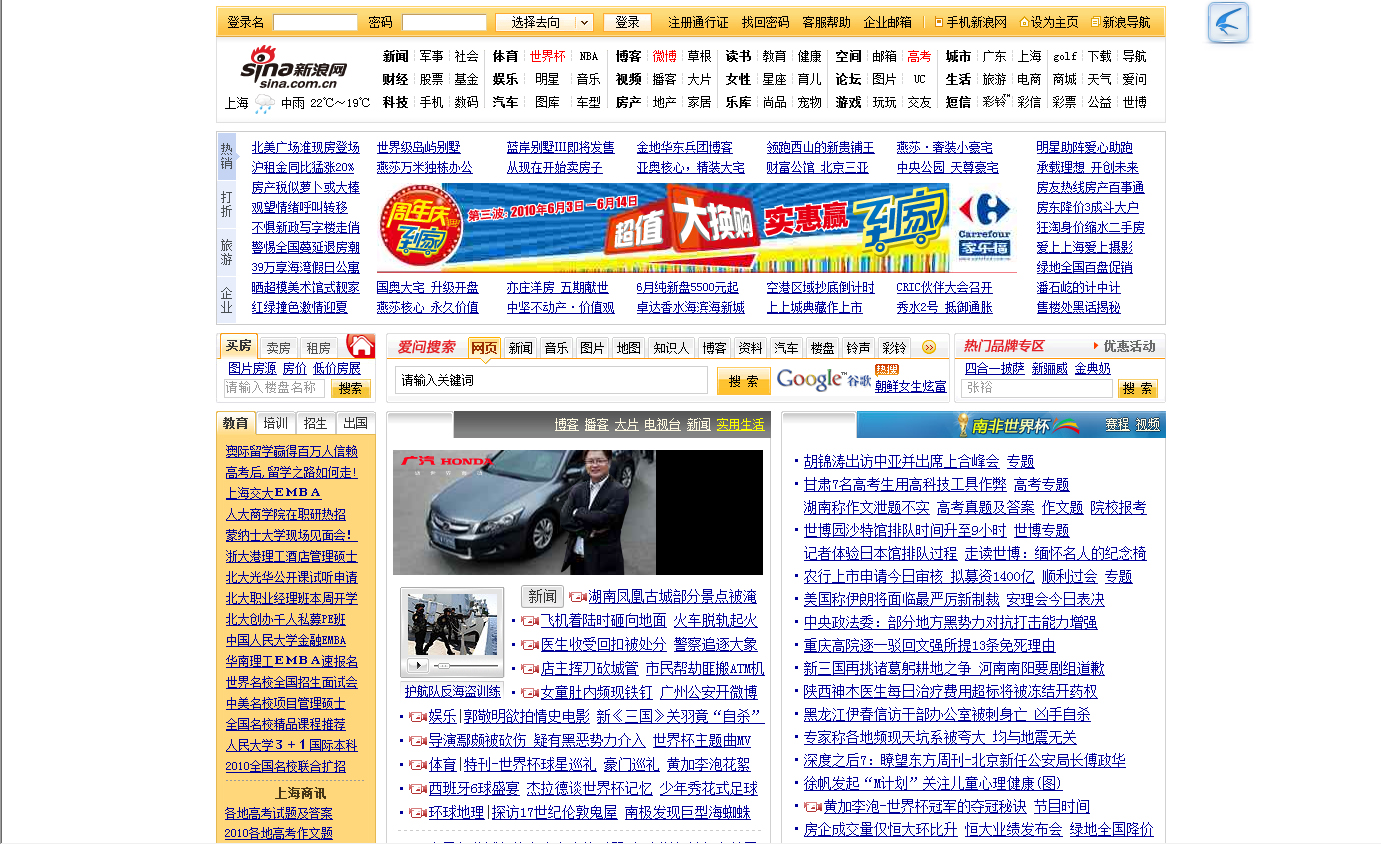 登录名 密码 选择去向 登录 注册通行证 找回密码 客服帮助 企业邮箱 手机新浪网 设为主页 新浪导航
sina新浪网
sina.com.cn
上海 中雨 22℃~19℃
新闻 军事 社会 体育 世界杯 NBA 博客 微博 草根 读书 教育 健康 空间 邮箱 高考 城市 广东 上海 golf 下载 导航
财经 股票 基金 娱乐 明星 音乐 视频 播客 大片 女性 星座 育儿 论坛 图片 UC 生活 旅游 电商 商城 天气 爱问
科技 手机 数码 汽车 图库 车型 房产 地产 家居 乐库 尚品 宠物 游戏 玩玩 交友 短信 彩铃™ 彩信 彩票 公益 世博
热销
打折
旅游
企业
北美广场准现房登场
沪租金同比猛涨20%
房产税似萝卜或大棒
观望情绪呼叫转移
不惧新政写字楼走俏
警惕全国蔓延退房潮
39万享海湾假日公寓
晒超模美术馆式靓家
红绿撞色激情迎夏
世界级岛屿别墅 蓝岸别墅III即将发售 金地华东兵团博客 领跑西山的新贵铺王 燕莎·奢装小豪宅
燕莎万米独栋办公 从现在开始卖房子 亚奥核心，精装大宅 财富公馆 北京三亚 中央公园 天尊豪宅
周年庆
到家
第三波: 2010年6月3日—6月14日
超值 大换购 实惠赢 到家
Carrefour
家乐福
国奥大宅 升级开盘 亦庄洋房 五期献世 6月纯新盘5500元起 空港区域抄底倒计时 CRIC伙伴大会召开
燕莎核心 永久价值 中坚不动产·价值观 卓达香水海滨海新城 上上城典藏作上市 秀水2号 抵御通胀
明星助阵爱心助跑
承载理想 开创未来
房友热线房产百事通
房东降价3成斗大户
狂淘身价缩水二手房
爱上上海爱上摄影
绿地全国百盘促销
潘石屹的计中计
售楼处黑话揭秘
买房 卖房 租房
图片房源 房价 低价房展
请输入楼盘名称 搜索
爱问搜索 网页 新闻 音乐 图片 地图 知识人 博客 资料 汽车 楼盘 铃声 彩铃
请输入关键词 搜 索 Google™谷歌 热搜
朝鲜女生炫富
热门品牌专区 优惠活动
四合一披萨 新骊威 金典奶
张裕 搜 索
教育 培训 招生 出国
澳际留学赢得百万人信赖
高考后,留学之路如何走!
上海交大EMBA
人大商学院在职研热招
蒙纳士大学现场见面会!
浙大港理工酒店管理硕士
北大光华公开课试听申请
北大职业经理班本周开学
北大创办千人私募PE班
中国人民大学金融EMBA
华南理工EMBA速报名
世界名校全国招生面试会
中美名校项目管理硕士
全国名校精品课程推荐
人民大学3+1国际本科
2010全国名校联合扩招
上海商讯
各地高考试题及答案
2010各地高考作文题
博客 播客 大片 电视台 新闻 实用生活
广汽 HONDA
护航队反海盗训练
新闻 湖南凤凰古城部分景点被淹
飞机着陆时砸向地面 火车脱轨起火
医生收受回扣被处分 警察追逐大象
店主挥刀砍城管 市民帮劫匪搬ATM机
女童肚内频现铁钉 广州公安开微博
娱乐|郭敬明欲拍情史电影 新《三国》关羽竟“自杀”
导演鄢颇被砍伤 疑有黑恶势力介入 世界杯主题曲MV
体育|特刊-世界杯球星巡礼 豪门巡礼 黄加李泡花絮
西班牙6球盛宴 杰拉德谈世界杯记忆 少年秀花式足球
环球地理|探访17世纪伦敦鬼屋 南极发现巨型海蜘蛛
南非世界杯 赛程 视频
胡锦涛出访中亚并出席上合峰会 专题
甘肃7名高考生用高科技工具作弊 高考专题
湖南称作文泄题不实 高考真题及答案 作文题 院校报考
世博园沙特馆排队时间升至9小时 世博专题
记者体验日本馆排队过程 走读世博：缅怀名人的纪念椅
农行上市申请今日审核 拟募资1400亿 顺利过会 专题
美国称伊朗将面临最严厉新制裁 安理会今日表决
中央政法委：部分地方黑势力对抗打击能力增强
重庆高院逐一驳回文强所提13条免死理由
新三国再挑诸葛躬耕地之争 河南南阳要剧组道歉
陕西神木医生每日治疗费用超标将被冻结开药权
黑龙江伊春信访干部办公室被刺身亡 凶手自杀
专家称各地频现天坑系被夸大 均与地震无关
深度之后7：瞭望东方周刊-北京新任公安局长傅政华
徐帆发起“M计划”关注儿童心理健康(图)
黄加李泡-世界杯冠军的夺冠秘诀 节目时间
房企成交量仅恒大环比升 恒大业绩发布会 绿地全国降价